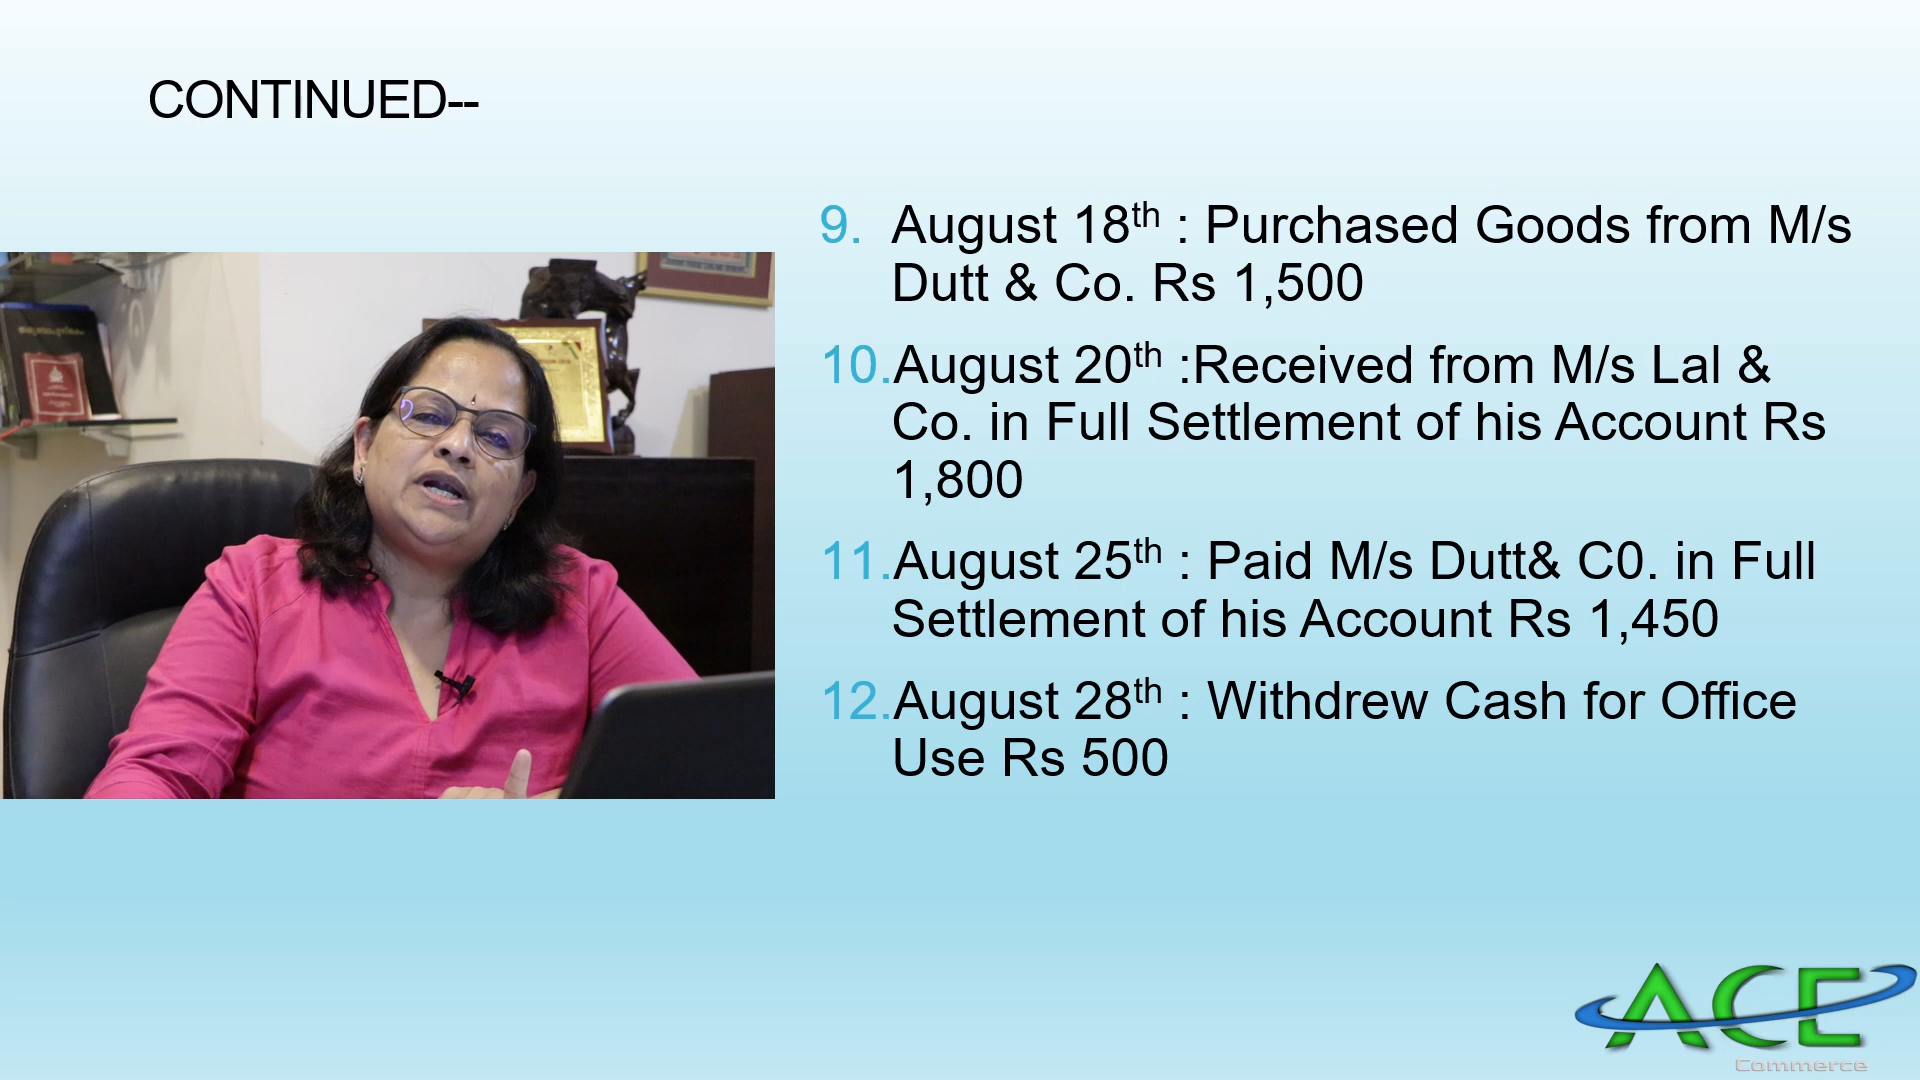 CONTINUED--
9. August 18th : Purchased Goods from M/s
Dutt & Co. Rs 1,500
10.August 20th :Received from M/s Lal &
Co. in Full Settlement of his Account Rs
1,800
11.August 25th : Paid M/s Dutt& C0. in Full
Settlement of his Account Rs 1,450
12.August 28th : Withdrew Cash for Office
Use Rs 500
ACE
Commerce